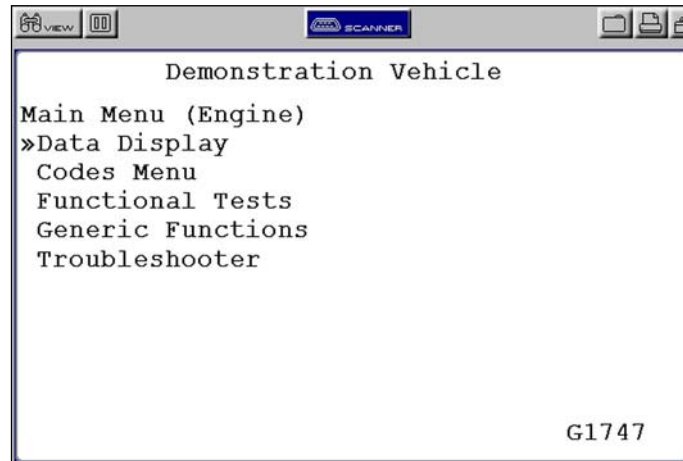 VIEW SCANNER
Demonstration Vehicle
Main Menu (Engine)
»Data Display
Codes Menu
Functional Tests
Generic Functions
Troubleshooter
G1747